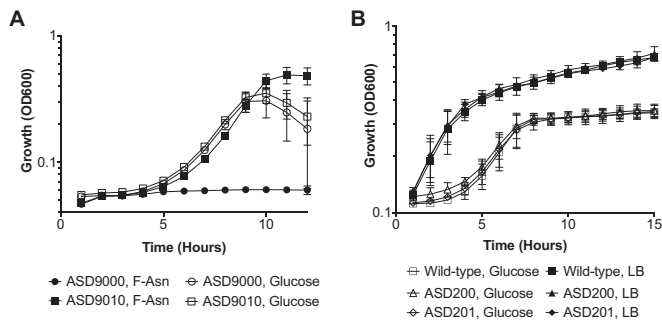 A
Growth (OD600)
1
0.1
0
5
10
Time (Hours)
ASD9000, F-Asn
ASD9000, Glucose
ASD9010, F-Asn
ASD9010, Glucose
B
Growth (OD600)
1
0.1
0
5
10
15
Time (Hours)
Wild-type, Glucose
Wild-type, LB
ASD200, Glucose
ASD200, LB
ASD201, Glucose
ASD201, LB